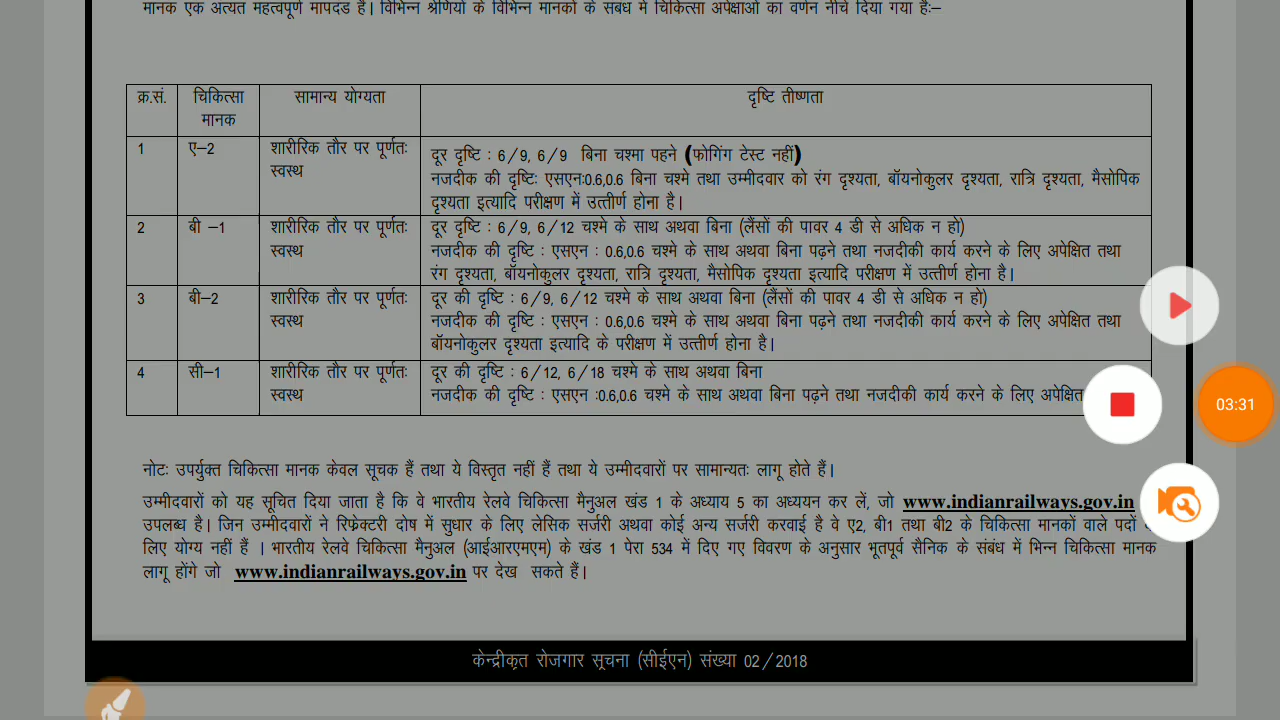 मानक एक अत्यंत महत्वपूर्ण मापदंड है। विभिन्न श्रेणियों के विभिन्न मानकों के संबंध में चिकित्सा अपेक्षाओं का वर्णन नीचे दिया गया हैः–
क्र.सं. चिकित्सा मानक सामान्य योग्यता दृष्टि तीष्णता
1 ए–2 शारीरिक तौर पर पूर्णतः स्वस्थ
दूर दृष्टि : 6/9, 6/9 बिना चश्मा पहने (फोगिंग टेस्ट नहीं)
नजदीक की दृष्टिः एसएनः0.6,0.6 बिना चश्मे तथा उम्मीदवार को रंग दृश्यता, बॉयनोकुलर दृश्यता, रात्रि दृश्यता, मैसोपिक
दृश्यता इत्यादि परीक्षण में उत्तीर्ण होना है।
2 बी –1 शारीरिक तौर पर पूर्णतः स्वस्थ
दूर दृष्टि : 6/9, 6/12 चश्मे के साथ अथवा बिना (लैंसों की पावर 4 डी से अधिक न हो)
नजदीक की दृष्टि : एसएन : 0.6,0.6 चश्मे के साथ अथवा बिना पढ़ने तथा नजदीकी कार्य करने के लिए अपेक्षित तथा
रंग दृश्यता, बॉयनोकुलर दृश्यता, रात्रि दृश्यता, मैसोपिक दृश्यता इत्यादि परीक्षण में उत्तीर्ण होना है।
3 बी–2 शारीरिक तौर पर पूर्णतः स्वस्थ
दूर की दृष्टि : 6/9, 6/12 चश्मे के साथ अथवा बिना (लैंसों की पावर 4 डी से अधिक न हो)
नजदीक की दृष्टि : एसएन : 0.6,0.6 चश्मे के साथ अथवा बिना पढ़ने तथा नजदीकी कार्य करने के लिए अपेक्षित तथा
बॉयनोकुलर दृश्यता इत्यादि के परीक्षण में उत्तीर्ण होना है।
4 सी–1 शारीरिक तौर पर पूर्णतः स्वस्थ
दूर की दृष्टि : 6/12, 6/18 चश्मे के साथ अथवा बिना
नजदीक की दृष्टि : एसएन :0.6,0.6 चश्मे के साथ अथवा बिना पढ़ने तथा नजदीकी कार्य करने के लिए अपेक्षित
03:31
नोटः उपर्युक्त चिकित्सा मानक केवल सूचक हैं तथा ये विस्तृत नहीं हैं तथा ये उम्मीदवारों पर सामान्यतः लागू होते हैं।
उम्मीदवारों को यह सूचित दिया जाता है कि वे भारतीय रेलवे चिकित्सा मैनुअल खंड 1 के अध्याय 5 का अध्ययन कर लें, जो www.indianrailways.gov.in
उपलब्ध है। जिन उम्मीदवारों ने रिफ्रेक्टरी दोष में सुधार के लिए लेसिक सर्जरी अथवा कोई अन्य सर्जरी करवाई है वे ए2, बी1 तथा बी2 के चिकित्सा मानकों वाले पदों
लिए योग्य नहीं हैं । भारतीय रेलवे चिकित्सा मैनुअल (आईआरएमएम) के खंड 1 पेरा 534 में दिए गए विवरण के अनुसार भूतपूर्व सैनिक के संबंध में भिन्न चिकित्सा मानक
लागू होंगे जो www.indianrailways.gov.in पर देख सकते हैं।
केन्द्रीकृत रोजगार सूचना (सीईएन) संख्या 02/2018